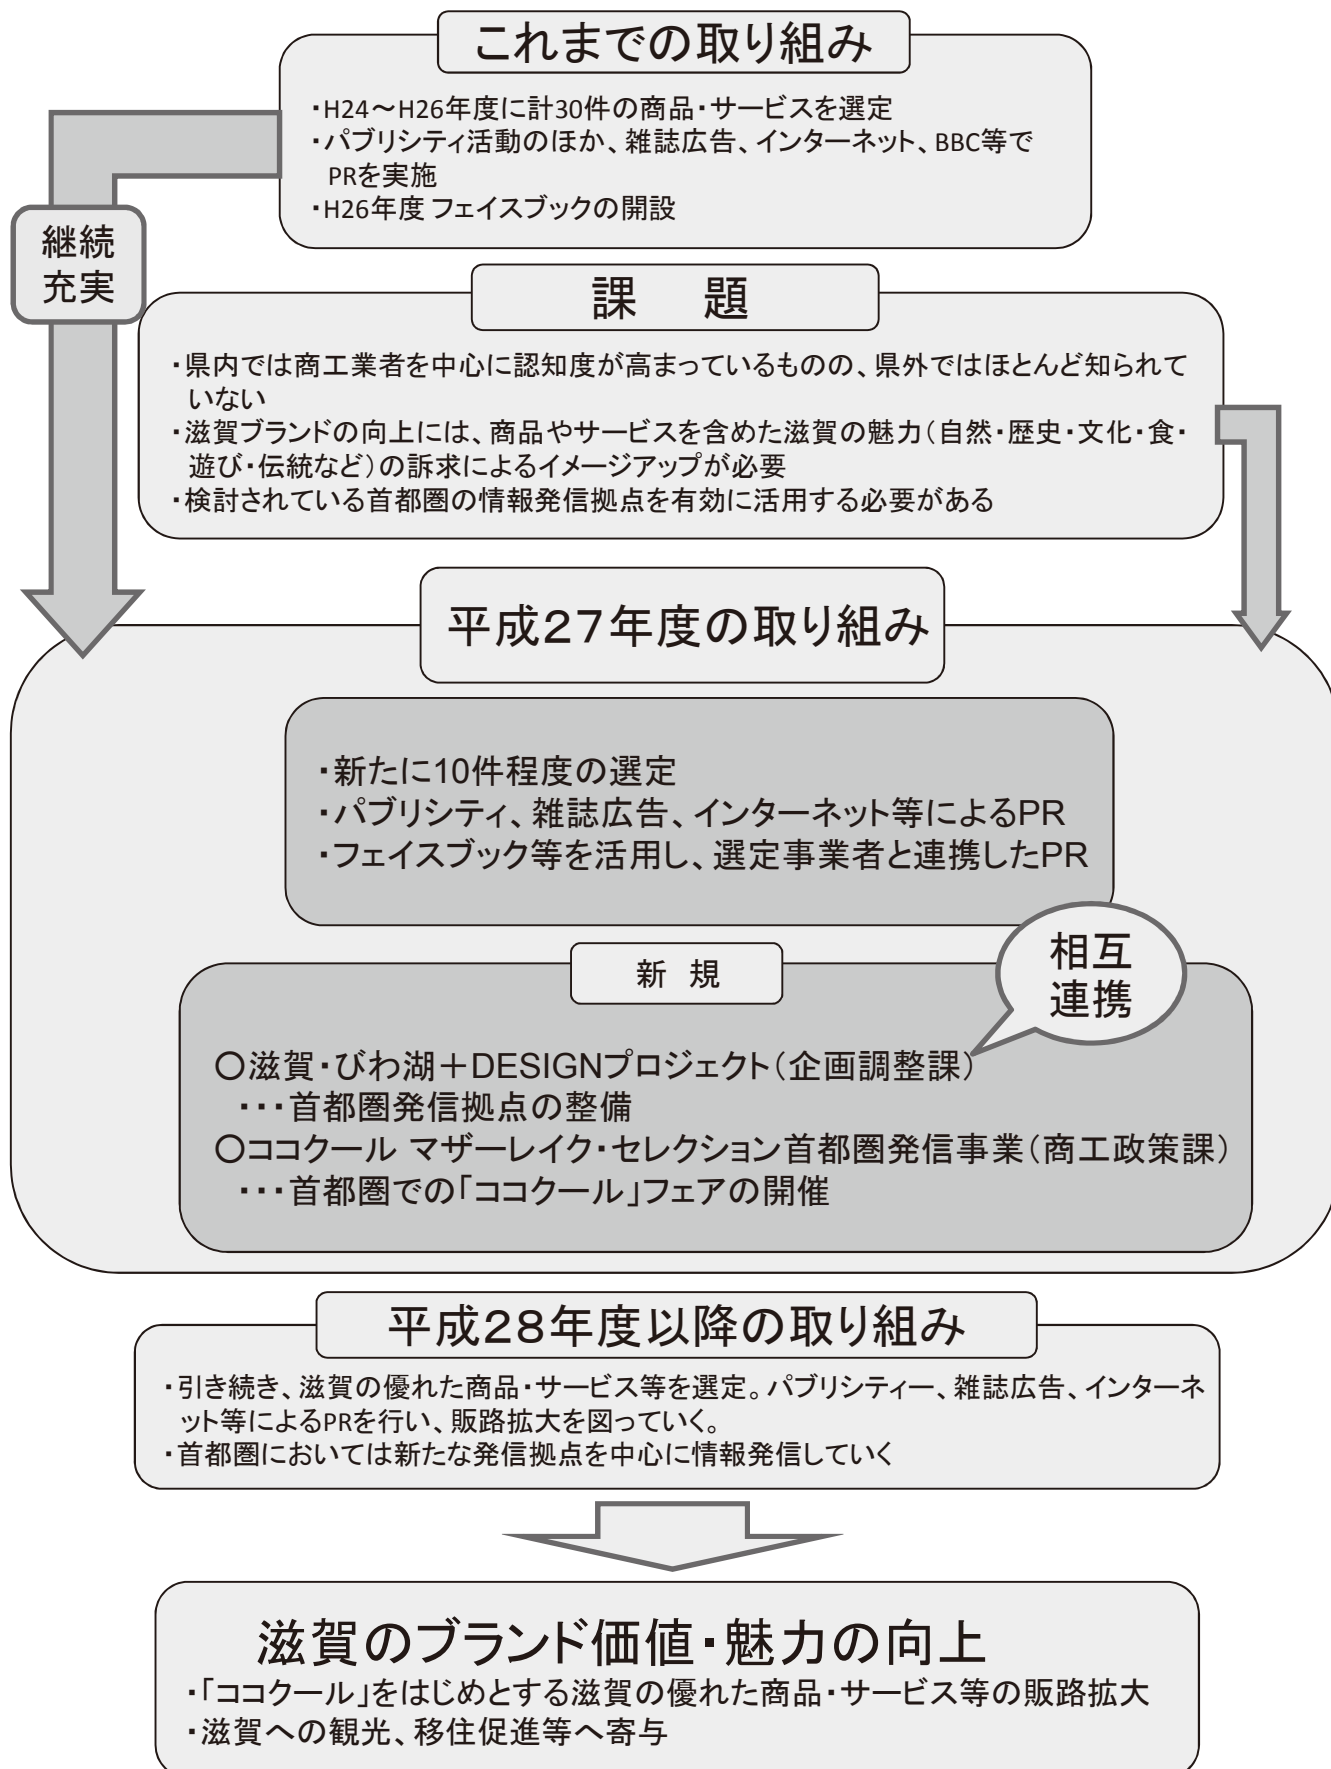 これまでの取り組み
・H24～H26年度に計30件の商品・サービスを選定
・パブリシティ活動のほか、雑誌広告、インターネット、BBC等で
PRを実施
・H26年度 フェイスブックの開設
継続
充実
課　題
・県内では商工業者を中心に認知度が高まっているものの、県外ではほとんど知られて
いない
・滋賀ブランドの向上には、商品やサービスを含めた滋賀の魅力（自然・歴史・文化・食・
遊び・伝統など）の訴求によるイメージアップが必要
・検討されている首都圏の情報発信拠点を有効に活用する必要がある
平成27年度の取り組み
・新たに10件程度の選定
・パブリシティ、雑誌広告、インターネット等によるPR
・フェイスブック等を活用し、選定事業者と連携したPR
相互
連携
新 規
○滋賀・びわ湖＋DESIGNプロジェクト（企画調整課）
・・・首都圏発信拠点の整備
○ココクール マザーレイク・セレクション首都圏発信事業（商工政策課）
・・・首都圏での「ココクール」フェアの開催
平成28年度以降の取り組み
・引き続き、滋賀の優れた商品・サービス等を選定。パブリシティー、雑誌広告、インターネ
ット等によるPRを行い、販路拡大を図っていく。
・首都圏においては新たな発信拠点を中心に情報発信していく
滋賀のブランド価値・魅力の向上
・「ココクール」をはじめとする滋賀の優れた商品・サービス等の販路拡大
・滋賀への観光、移住促進等へ寄与